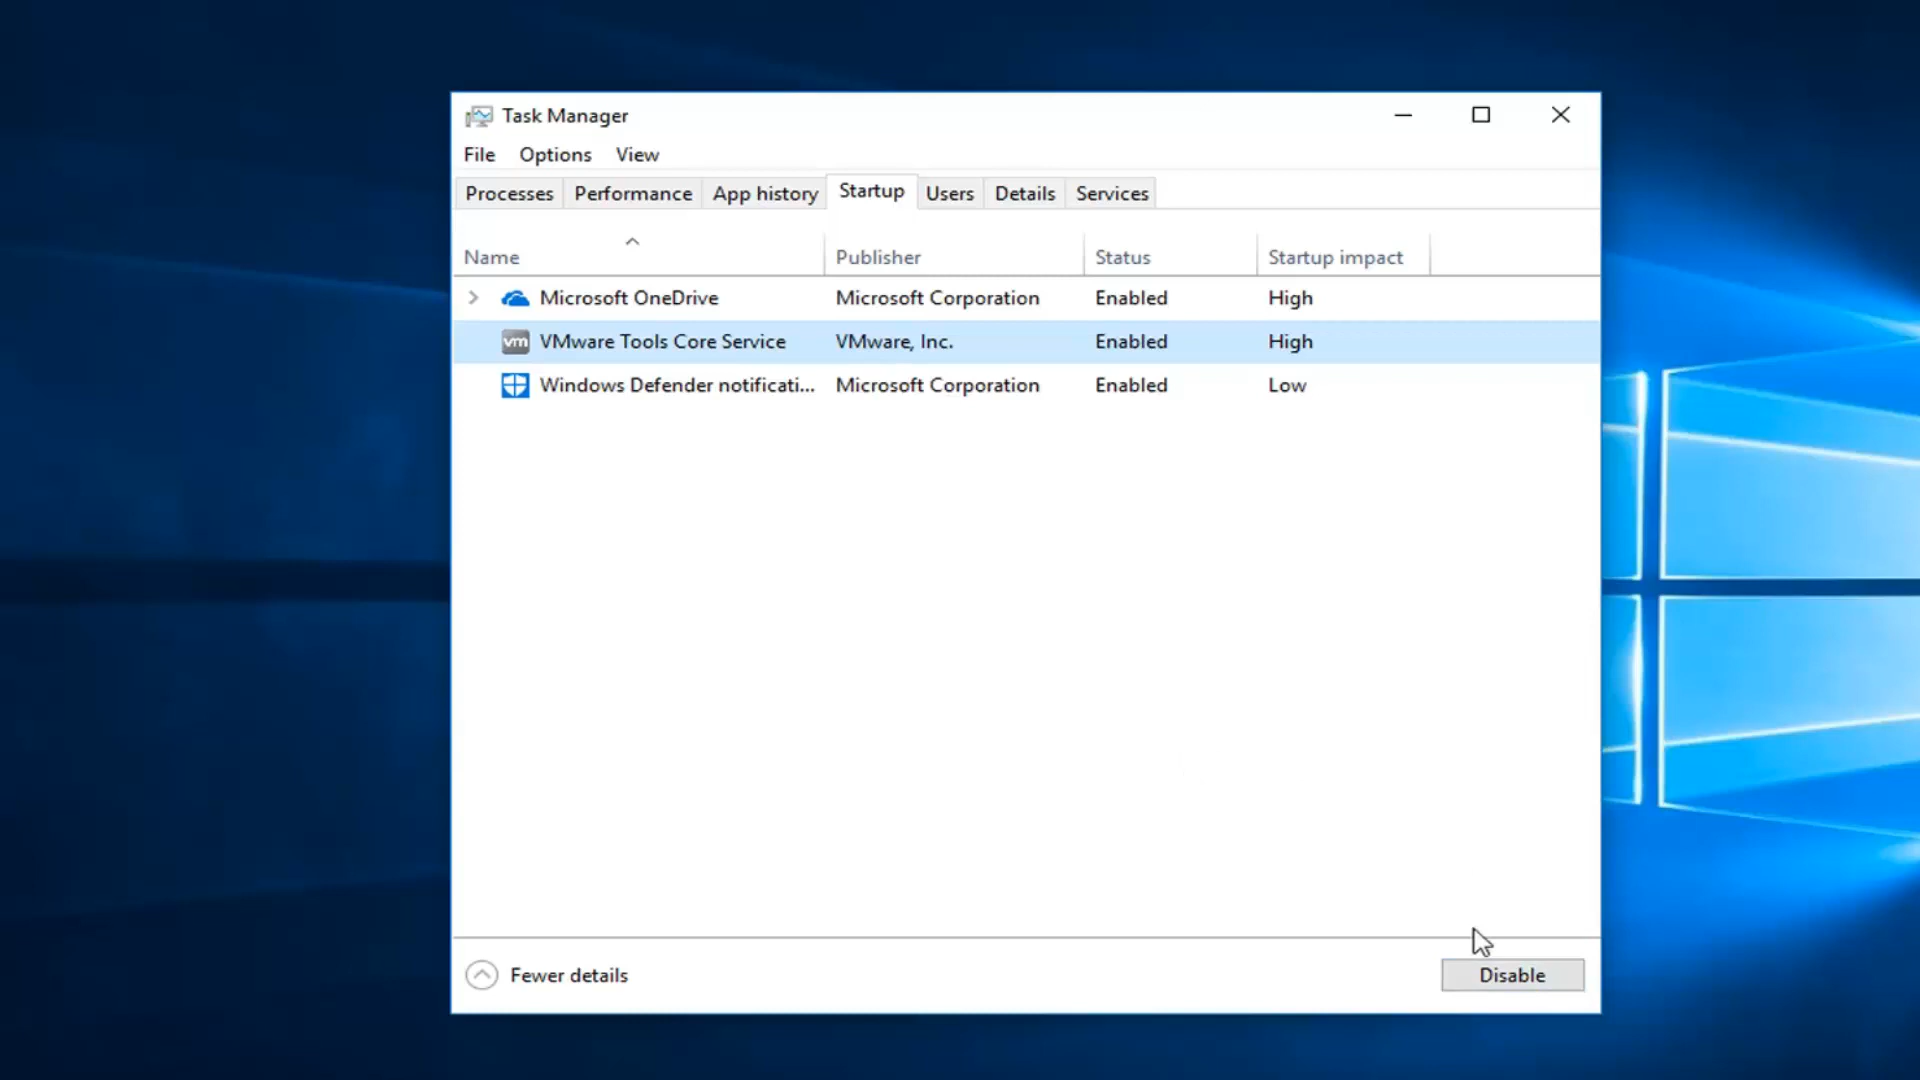 Task Manager
File Options View
Processes Performance App history Startup Users Details Services
Name Publisher Status Startup impact
Microsoft OneDrive Microsoft Corporation Enabled High
vm VMware Tools Core Service VMware, Inc. Enabled High
Windows Defender notificati... Microsoft Corporation Enabled Low
Fewer details Disable